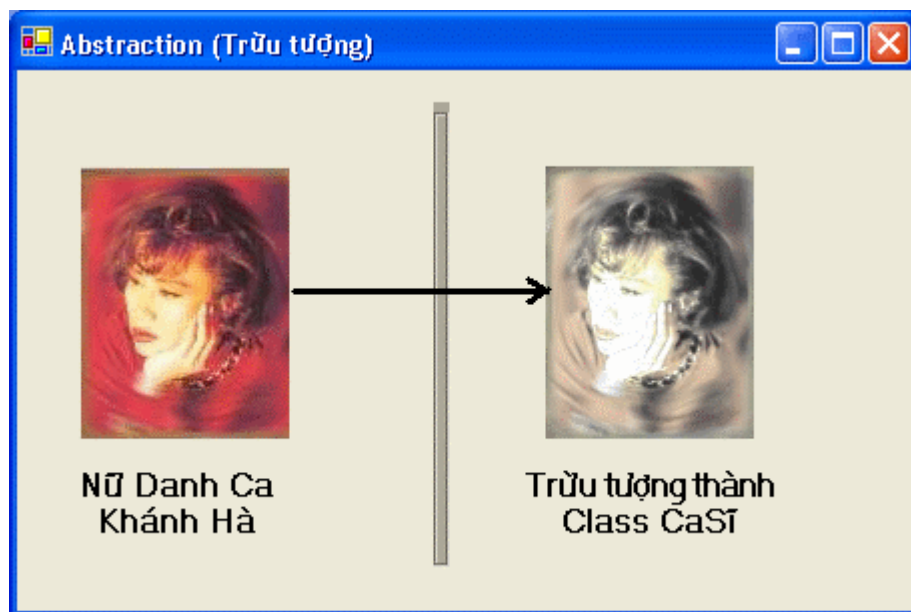 Abstraction (Trừu tượng)
Nữ Danh Ca
Khánh Hà
Trừu tượng thành
Class CaSĩ